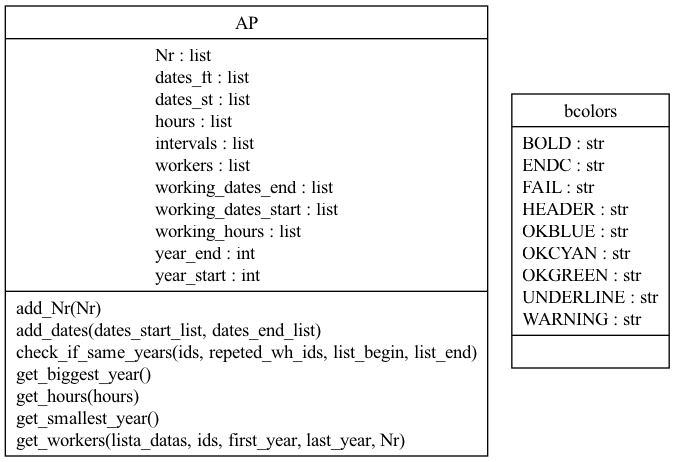 AP
Nr : list
dates_ft : list
dates_st : list
hours : list
intervals : list
workers : list
working_dates_end : list
working_dates_start : list
working_hours : list
year_end : int
year_start : int
add_Nr(Nr)
add_dates(dates_start_list, dates_end_list)
check_if_same_years(ids, repeted_wh_ids, list_begin, list_end)
get_biggest_year()
get_hours(hours)
get_smallest_year()
get_workers(lista_datas, ids, first_year, last_year, Nr)
bcolors
BOLD : str
ENDC : str
FAIL : str
HEADER : str
OKBLUE : str
OKCYAN : str
OKGREEN : str
UNDERLINE : str
WARNING : str